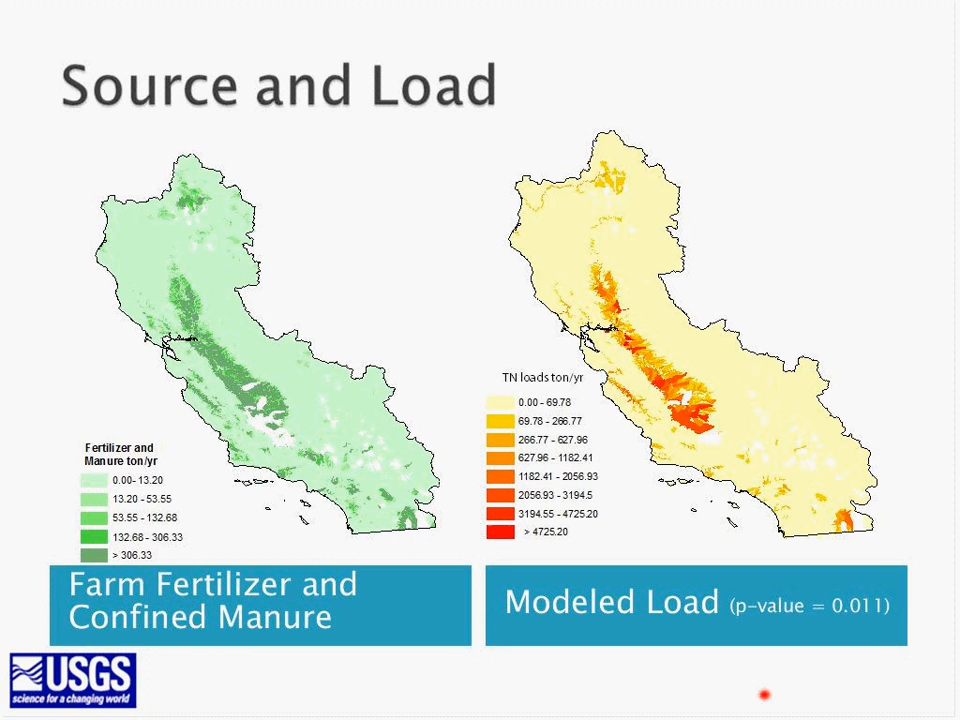 Source and Load
Fertilizer and
Manure ton/yr
0.00- 13.20
13.20 - 53.55
53.55 - 132.68
132.68 - 306.33
> 306.33
TN loads ton/yr
0.00 - 69.78
69.78 - 266.77
266.77 - 627.96
627.96 - 1182.41
1182.41 - 2056.93
2056.93 - 3194.5
3194.55 - 4725.20
> 4725.20
Farm Fertilizer and
Confined Manure
Modeled Load (p-value = 0.011)
USGS
science for a changing world